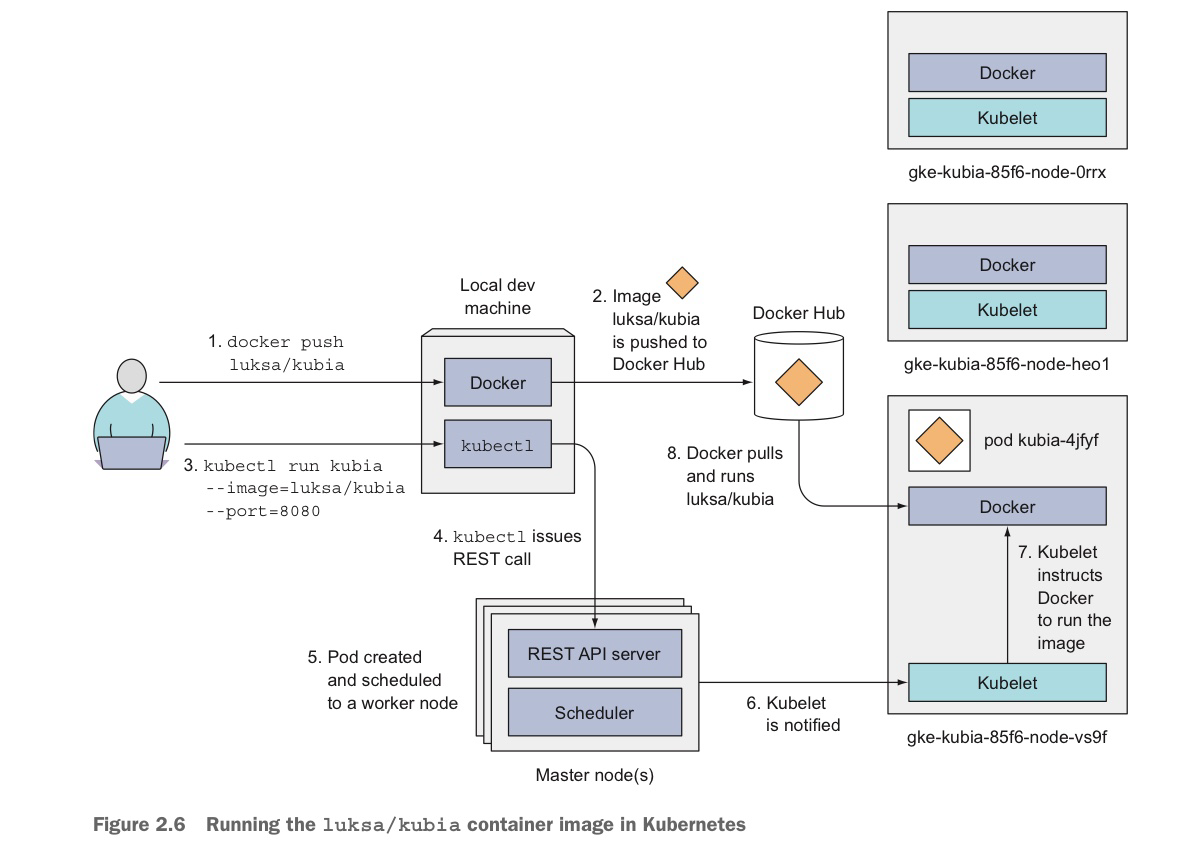 Docker
Kubelet
gke-kubia-85f6-node-0rrx
Docker
Kubelet
gke-kubia-85f6-node-heo1
Local dev
machine
1. docker push
luksa/kubia
2. Image
luksa/kubia
is pushed to
Docker Hub
Docker Hub
Docker
kubectl
3. kubectl run kubia
--image=luksa/kubia
--port=8080
4. kubectl issues
REST call
5. Pod created
and scheduled
to a worker node
REST API server
Scheduler
Master node(s)
6. Kubelet
is notified
pod kubia-4jfyf
Docker
7. Kubelet
instructs
Docker
to run the
image
Kubelet
gke-kubia-85f6-node-vs9f
8. Docker pulls
and runs
luksa/kubia
Figure 2.6 Running the luksa/kubia container image in Kubernetes